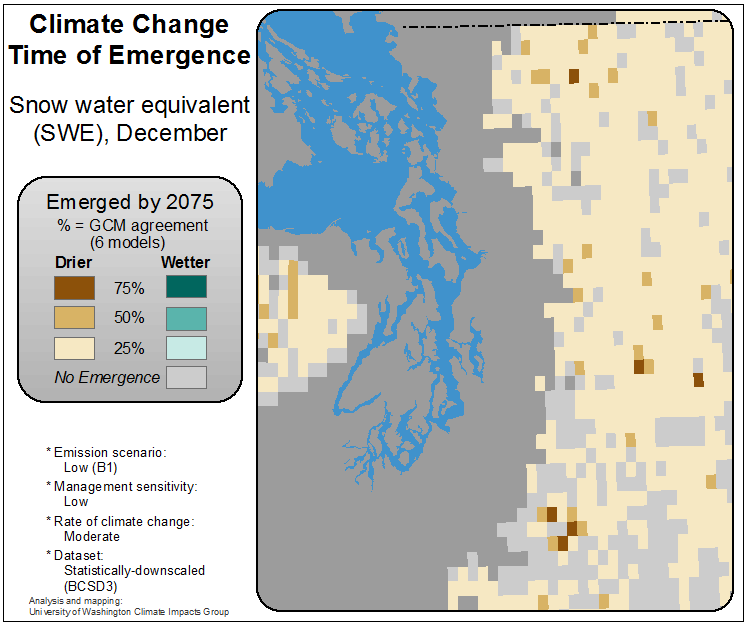 Climate Change
Time of Emergence
Snow water equivalent
(SWE), December
Emerged by 2075
% = GCM agreement
(6 models)
Drier Wetter
75%
50%
25%
No Emergence
* Emission scenario:
Low (B1)
* Management sensitivity:
Low
* Rate of climate change:
Moderate
* Dataset:
Statistically-downscaled
(BCSD3)
Analysis and mapping:
University of Washington Climate Impacts Group